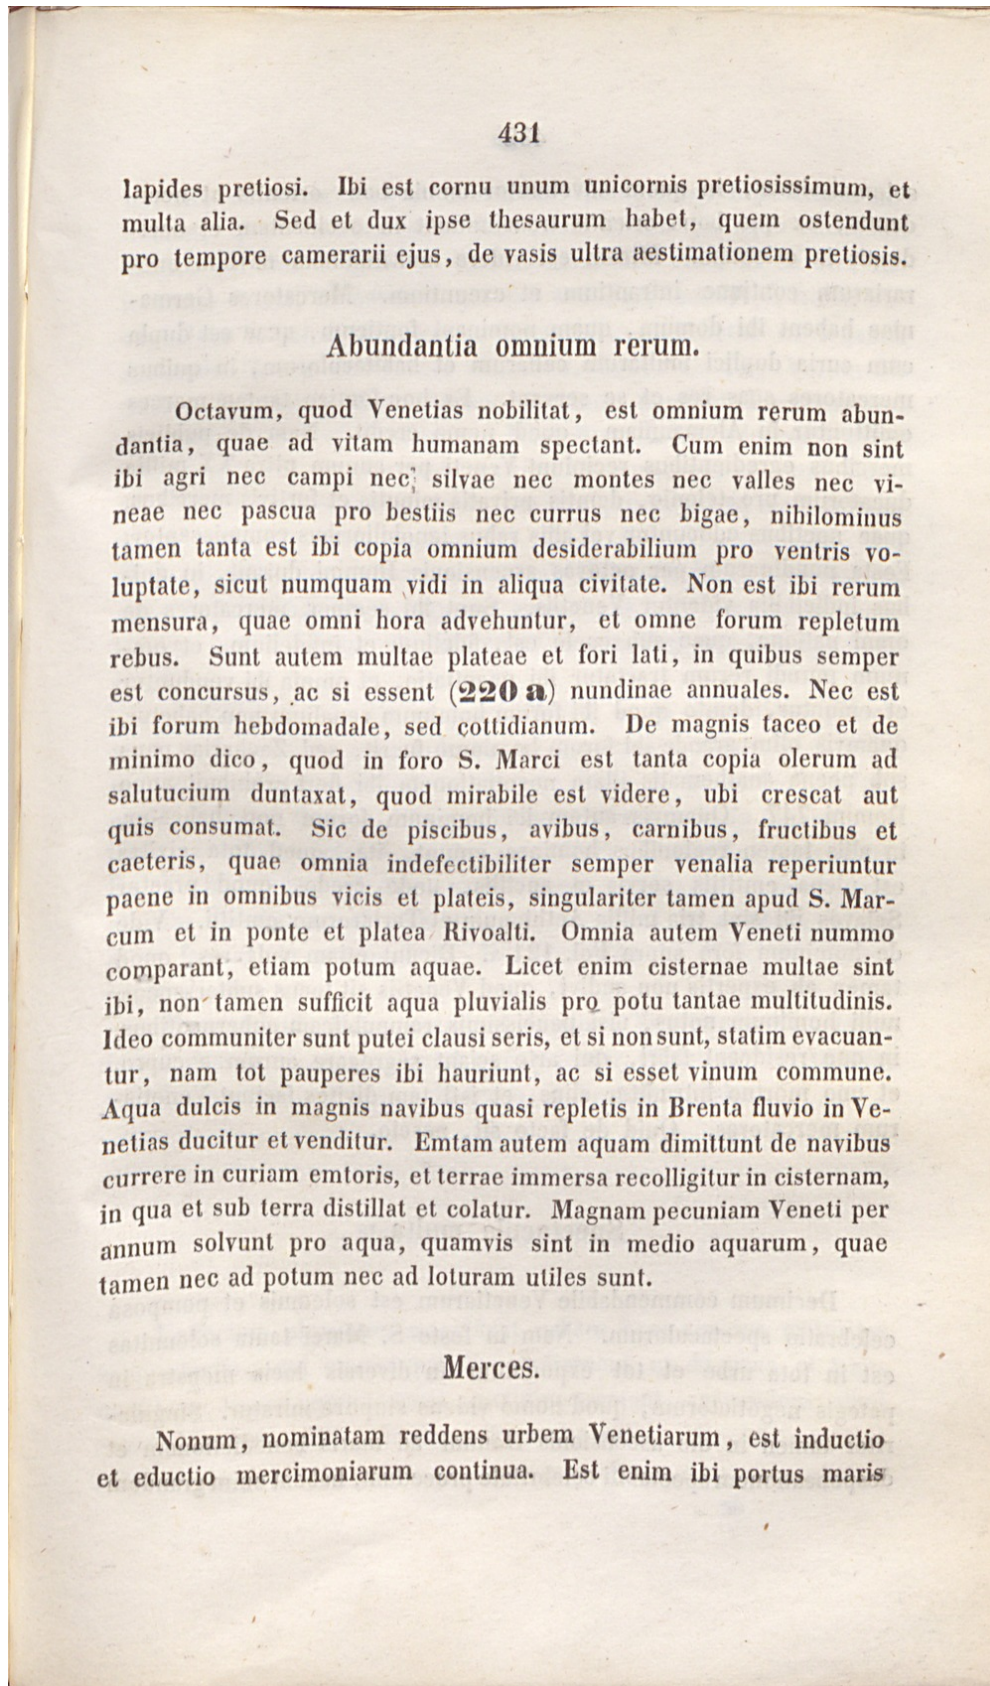 431
lapides pretiosi. Ibi est cornu unum unicornis pretiosissimum, et
multa alia. Sed et dux ipse thesaurum habet, quem ostendunt
pro tempore camerarii ejus, de vasis ultra aestimationem pretiosis.
Abundantia omnium rerum.
Octavum, quod Venetias nobilitat, est omnium rerum abun-
dantia, quae ad vitam humanam spectant. Cum enim non sint
ibi agri nec campi nec silvae nec montes nec valles nec vi-
neae nec pascua pro bestiis nec currus nec bigae, nihilominus
tamen tanta est ibi copia omnium desiderabilium pro ventris vo-
luptate, sicut numquam vidi in aliqua civitate. Non est ibi rerum
mensura, quae omni hora advehuntur, et omne forum repletum
rebus. Sunt autem multae plateae et fori lati, in quibus semper
est concursus, ac si essent (220 a) nundinae annuales. Nec est
ibi forum hebdomadale, sed cottidianum. De magnis taceo et de
minimo dico, quod in foro S. Marci est tanta copia olerum ad
salutucium duntaxat, quod mirabile est videre, ubi crescat aut
quis consumat. Sic de piscibus, avibus, carnibus, fructibus et
caeteris, quae omnia indefectibiliter semper venalia reperiuntur
paene in omnibus vicis et plateis, singulariter tamen apud S. Mar-
cum et in ponte et platea Rivoalti. Omnia autem Veneti nummo
comparant, etiam potum aquae. Licet enim cisternae multae sint
ibi, non tamen sufficit aqua pluvialis pro potu tantae multitudinis.
Ideo communiter sunt putei clausi seris, et si non sunt, statim evacuan-
tur, nam tot pauperes ibi hauriunt, ac si esset vinum commune.
Aqua dulcis in magnis navibus quasi repletis in Brenta fluvio in Ve-
netias ducitur et venditur. Emtam autem aquam dimittunt de navibus
currere in curiam emtoris, et terrae immersa recolligitur in cisternam,
in qua et sub terra distillat et colatur. Magnam pecuniam Veneti per
annum solvunt pro aqua, quamvis sint in medio aquarum, quae
tamen nec ad potum nec ad loturam utiles sunt.
Merces.
Nonum, nominatam reddens urbem Venetiarum, est inductio
et eductio mercimoniarum continua. Est enim ibi portus maris